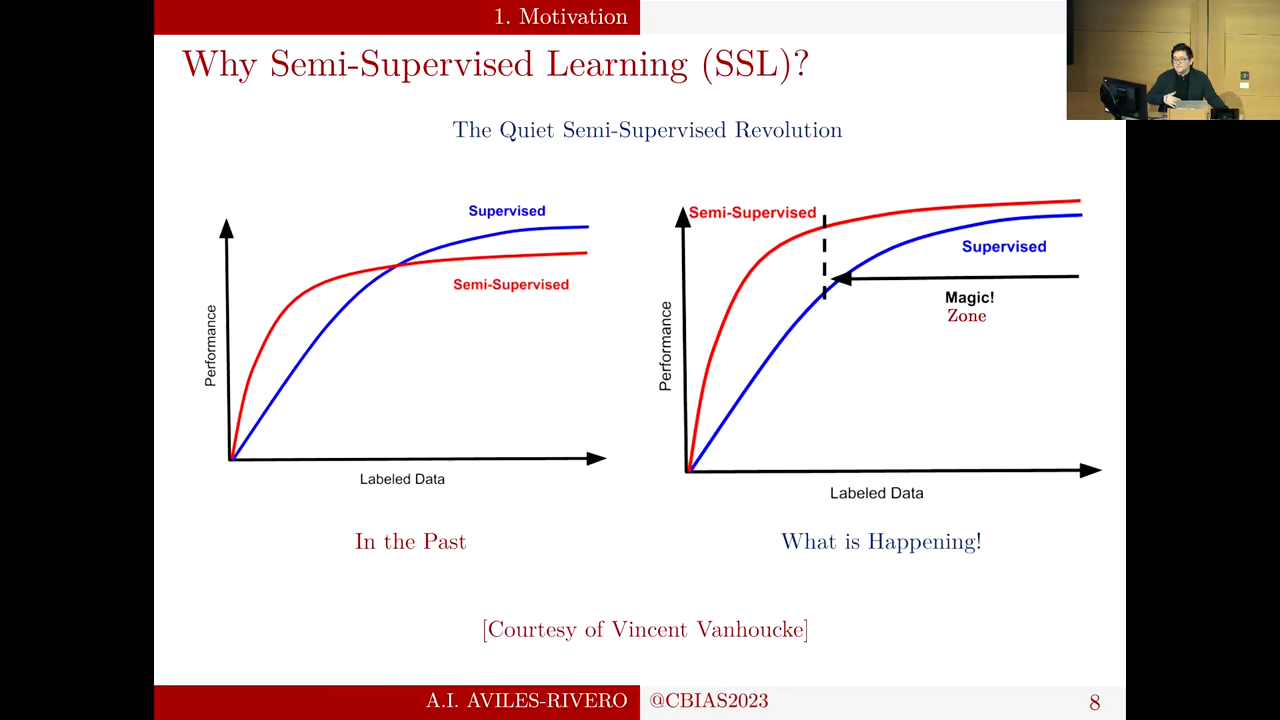 1. Motivation
Why Semi-Supervised Learning (SSL)?
The Quiet Semi-Supervised Revolution
Supervised
Semi-Supervised
Performance
Labeled Data
In the Past
Semi-Supervised
Supervised
Magic!
Zone
Performance
Labeled Data
What is Happening!
[Courtesy of Vincent Vanhoucke]
A.I. AVILES-RIVERO @CBIAS2023 8